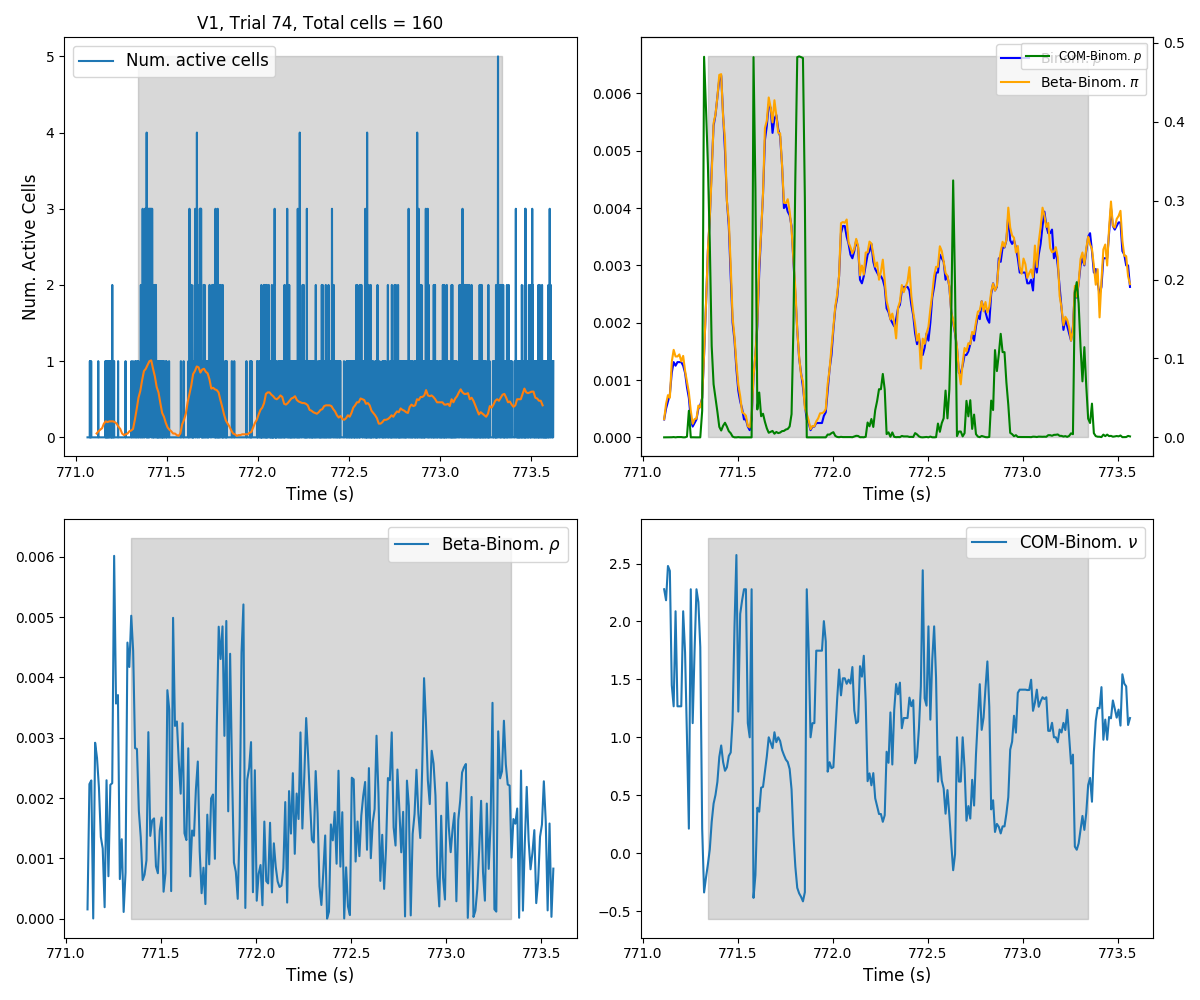 V1, Trial 74, Total cells = 160
Num. active cells
Num. Active Cells
5
4
3
2
1
0
771.0 771.5 772.0 772.5 773.0 773.5
Time (s)
COM-Binom. p
Beta-Binom. π
0.006
0.005
0.004
0.003
0.002
0.001
0.000
0.5
0.4
0.3
0.2
0.1
0.0
771.0 771.5 772.0 772.5 773.0 773.5
Time (s)
Beta-Binom. ρ
0.006
0.005
0.004
0.003
0.002
0.001
0.000
771.0 771.5 772.0 772.5 773.0 773.5
Time (s)
COM-Binom. ν
2.5
2.0
1.5
1.0
0.5
0.0
−0.5
771.0 771.5 772.0 772.5 773.0 773.5
Time (s)